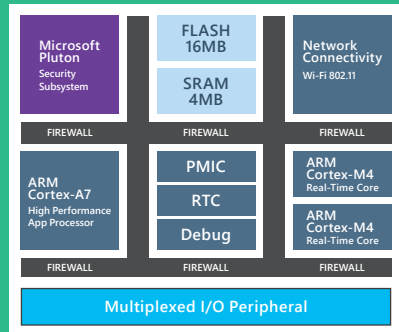 Microsoft
Pluton
Security
Subsystem
FLASH
16MB
SRAM
4MB
Network
Connectivity
Wi-Fi 802.11
FIREWALL
FIREWALL
FIREWALL
ARM
Cortex-A7
High Performance
App Processor
PMIC
RTC
Debug
ARM
Cortex-M4
Real-Time Core
ARM
Cortex-M4
Real-Time Core
FIREWALL
FIREWALL
FIREWALL
Multiplexed I/O Peripheral